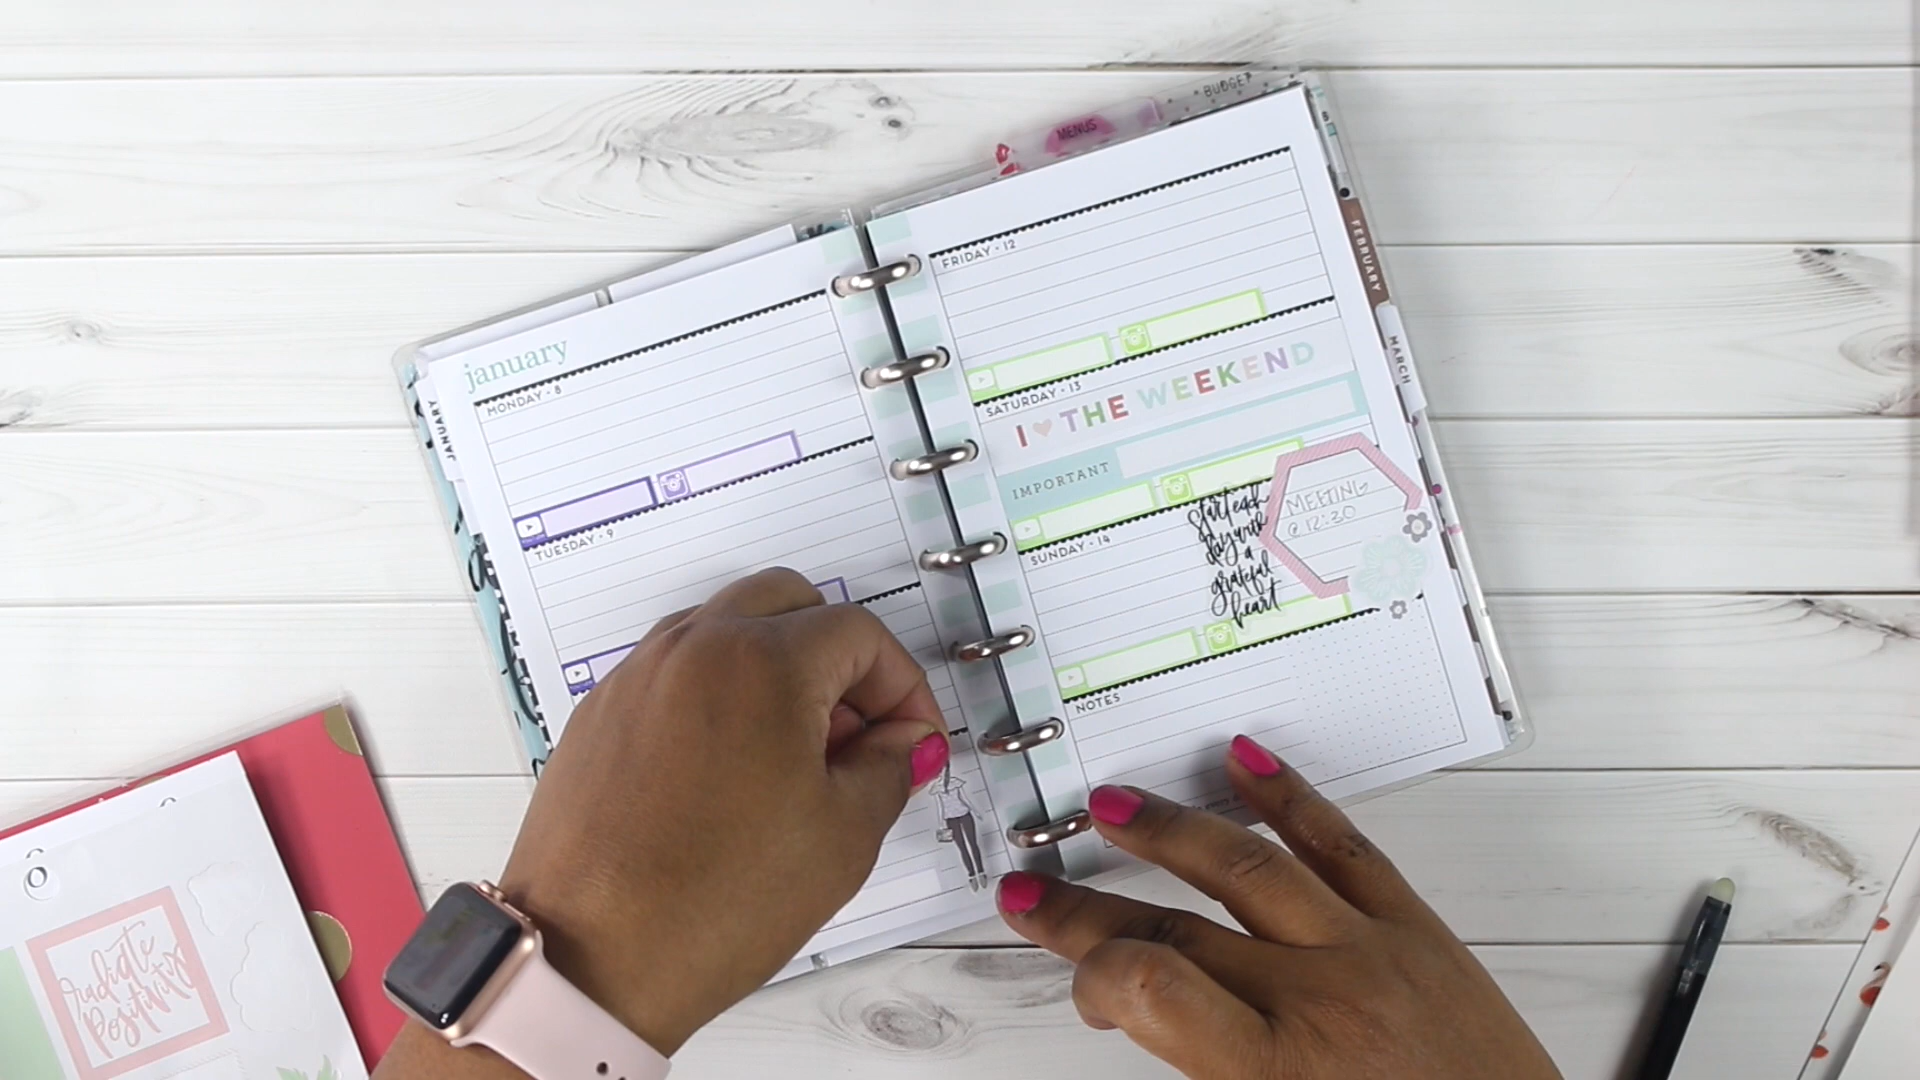 BUDGET
MENUS
january
MONDAY • 8
TUESDAY • 9
JANUARY
FRIDAY • 12
SATURDAY • 13
I THE WEEKEND
IMPORTANT
SUNDAY • 14
start each
day with
a
grateful
heart
MEETING
@ 12:30
NOTES
FEBRUARY
MARCH
radiate
positivity